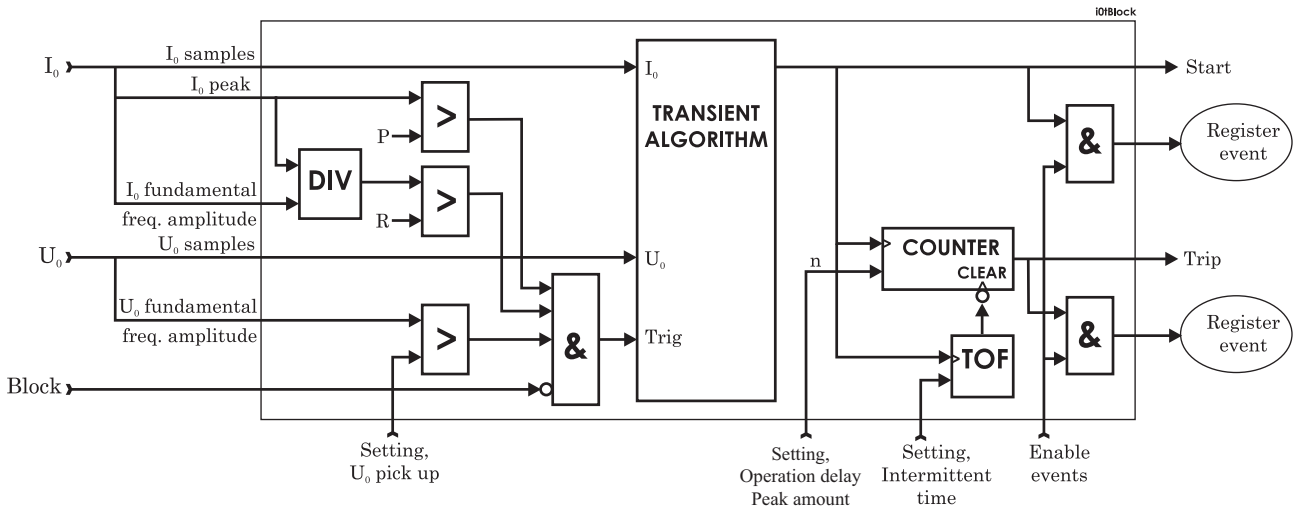 i0tBlock
I₀
I₀ samples
I₀ peak
I₀ fundamental
freq. amplitude
U₀
U₀ samples
U₀ fundamental
freq. amplitude
Block
Setting,
U₀ pick up
P
>
DIV
R
>
>
&
I₀
TRANSIENT
ALGORITHM
U₀
Trig
n
COUNTER
CLEAR
TOF
Setting,
Operation delay
Peak amount
Setting,
Intermittent
time
Enable
events
&
&
Start
Register
event
Trip
Register
event